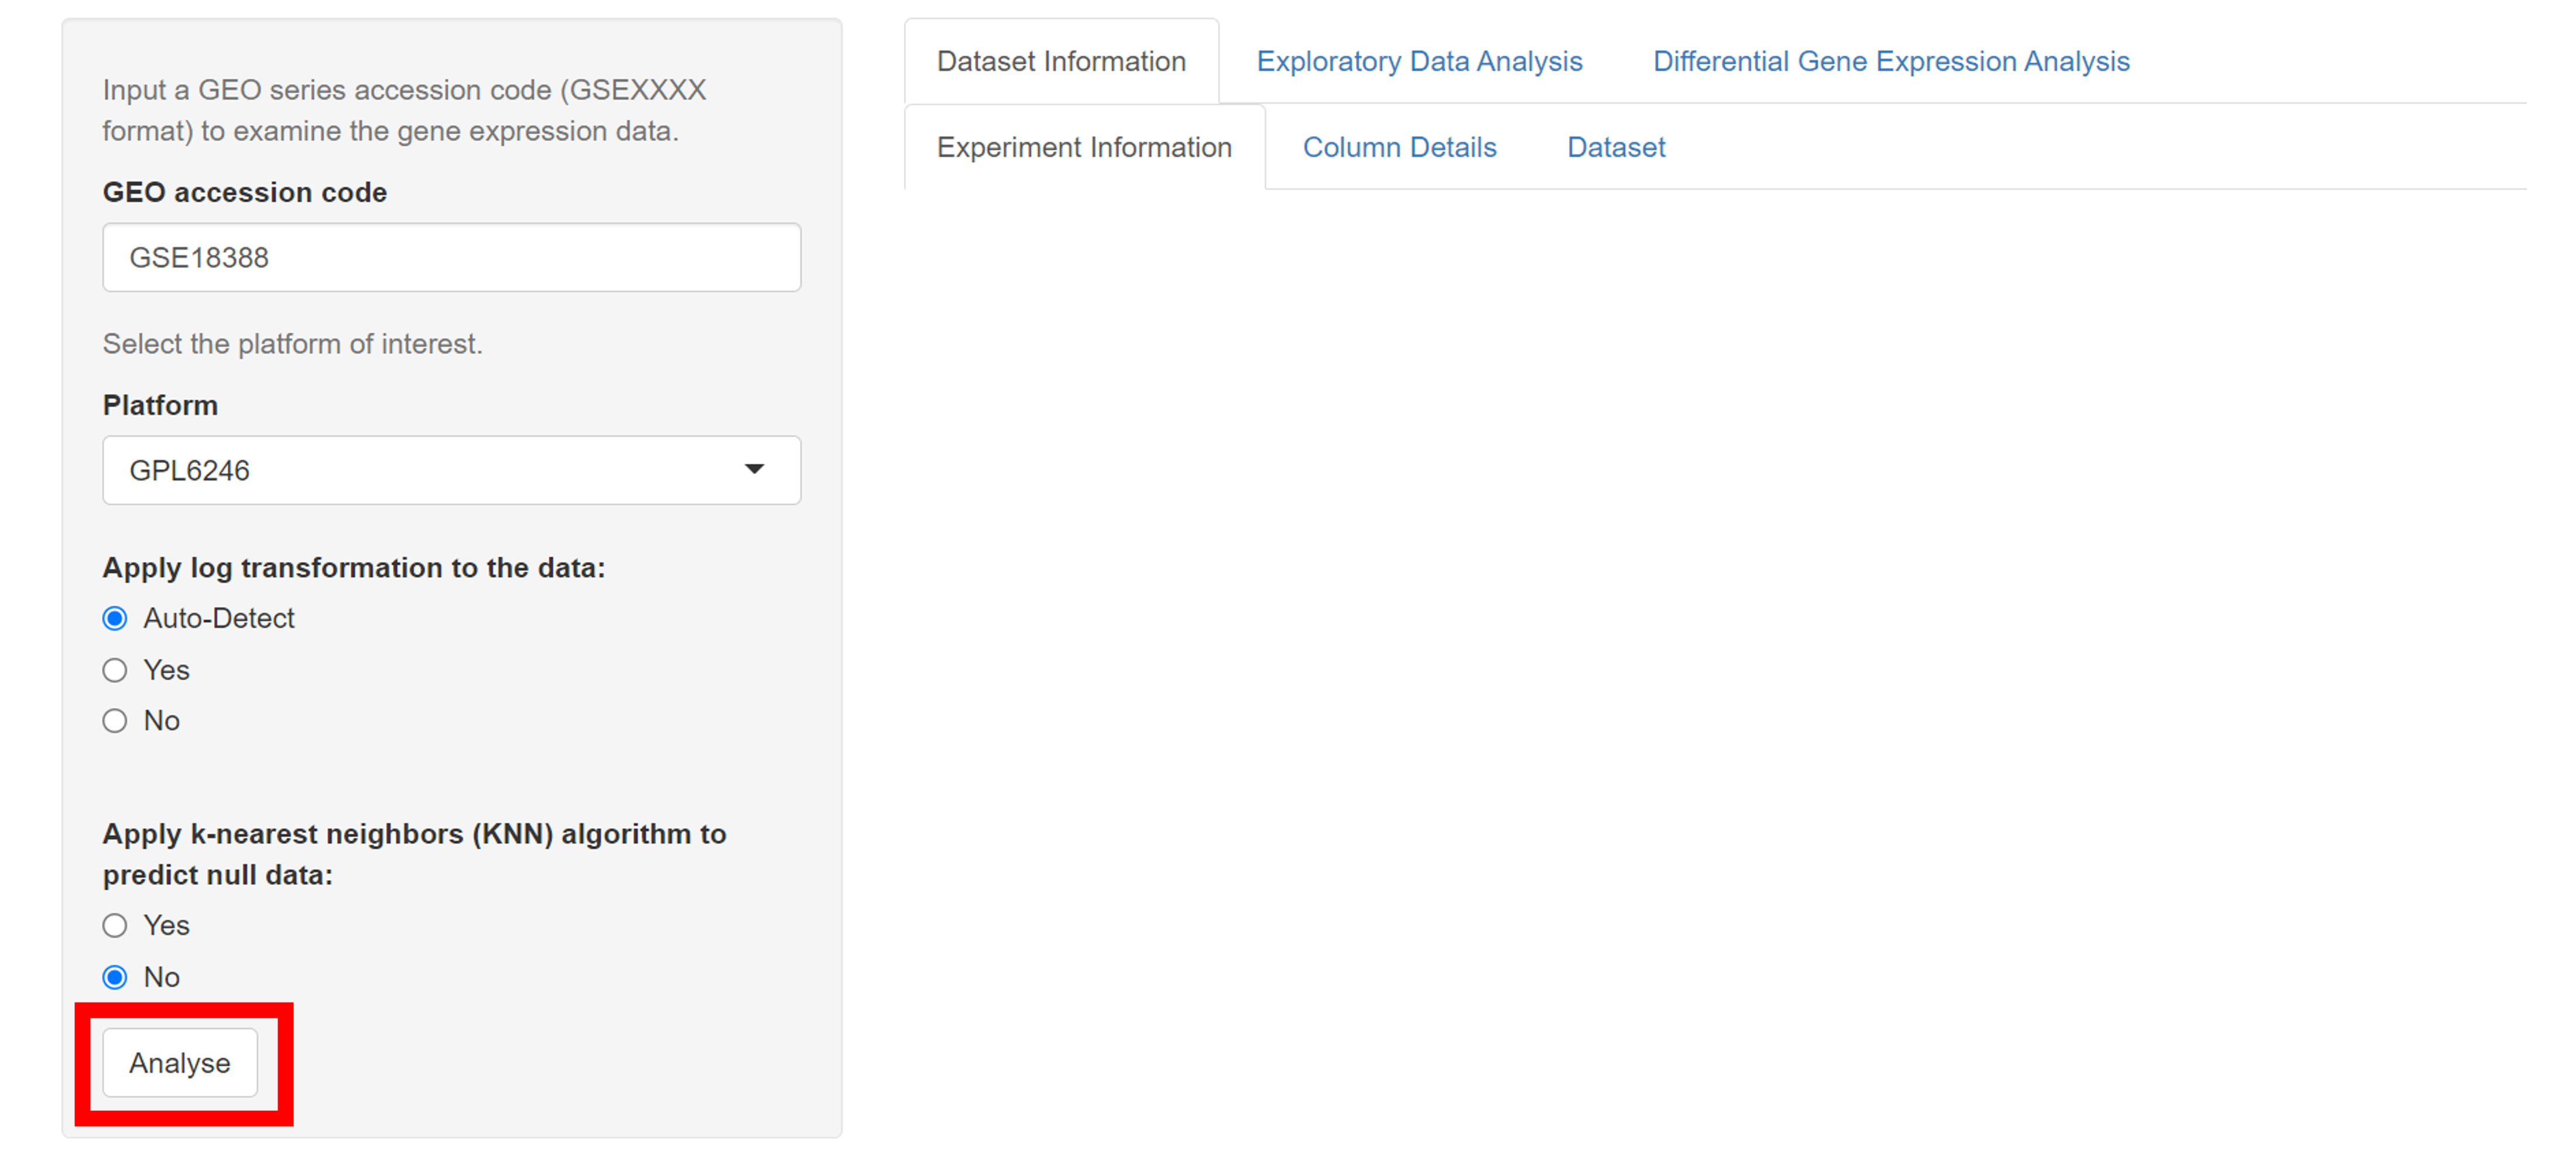 Input a GEO series accession code (GSEXXXX
format) to examine the gene expression data.
GEO accession code
GSE18388
Select the platform of interest.
Platform
GPL6246
Apply log transformation to the data:
Auto-Detect
Yes
No
Apply k-nearest neighbors (KNN) algorithm to
predict null data:
Yes
No
Analyse
Dataset Information Exploratory Data Analysis Differential Gene Expression Analysis
Experiment Information Column Details Dataset